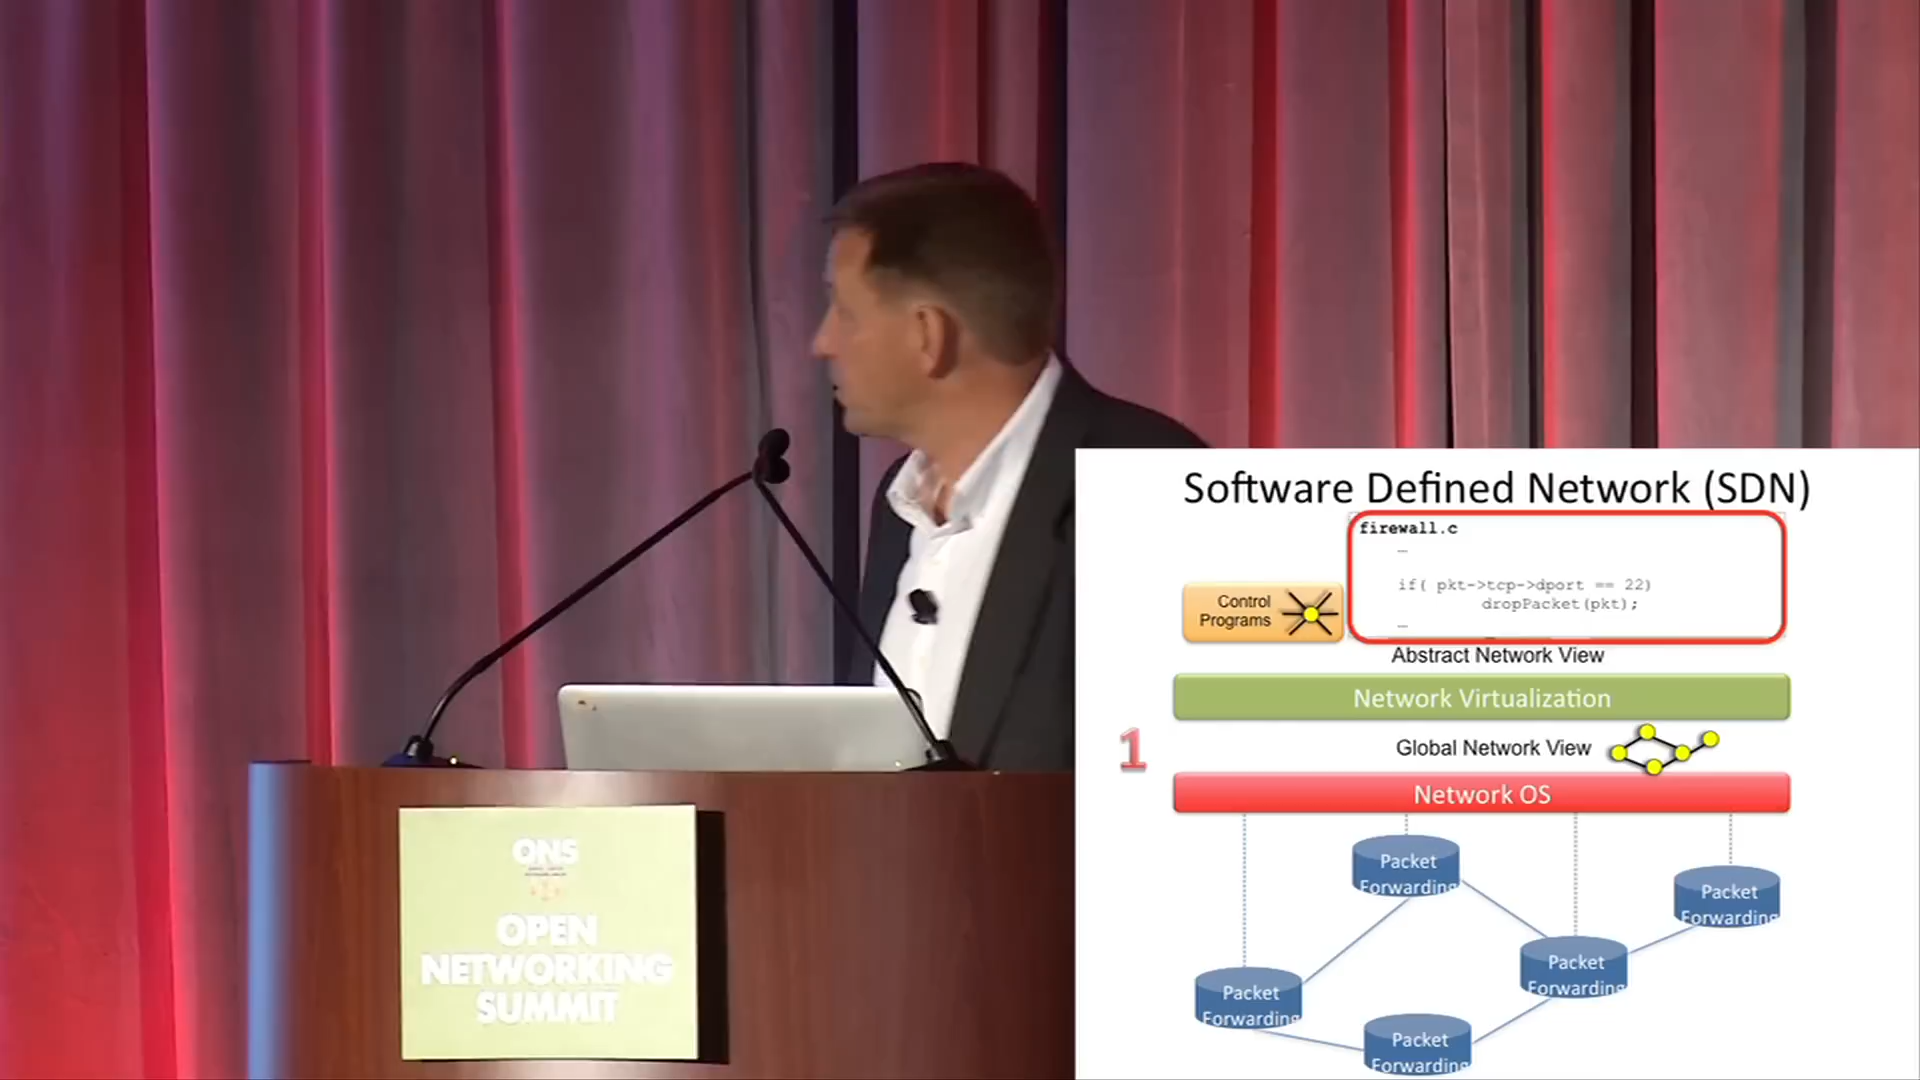 ONS
OPEN
NETWORKING
SUMMIT
Software Defined Network (SDN)
firewall.c
…
if( pkt->tcp->dport == 22)
dropPacket(pkt);
…
Control
Programs
Abstract Network View
Network Virtualization
1
Global Network View
Network OS
Packet
Forwarding
Packet
Forwarding
Packet
Forwarding
Packet
Forwarding
Packet
Forwarding